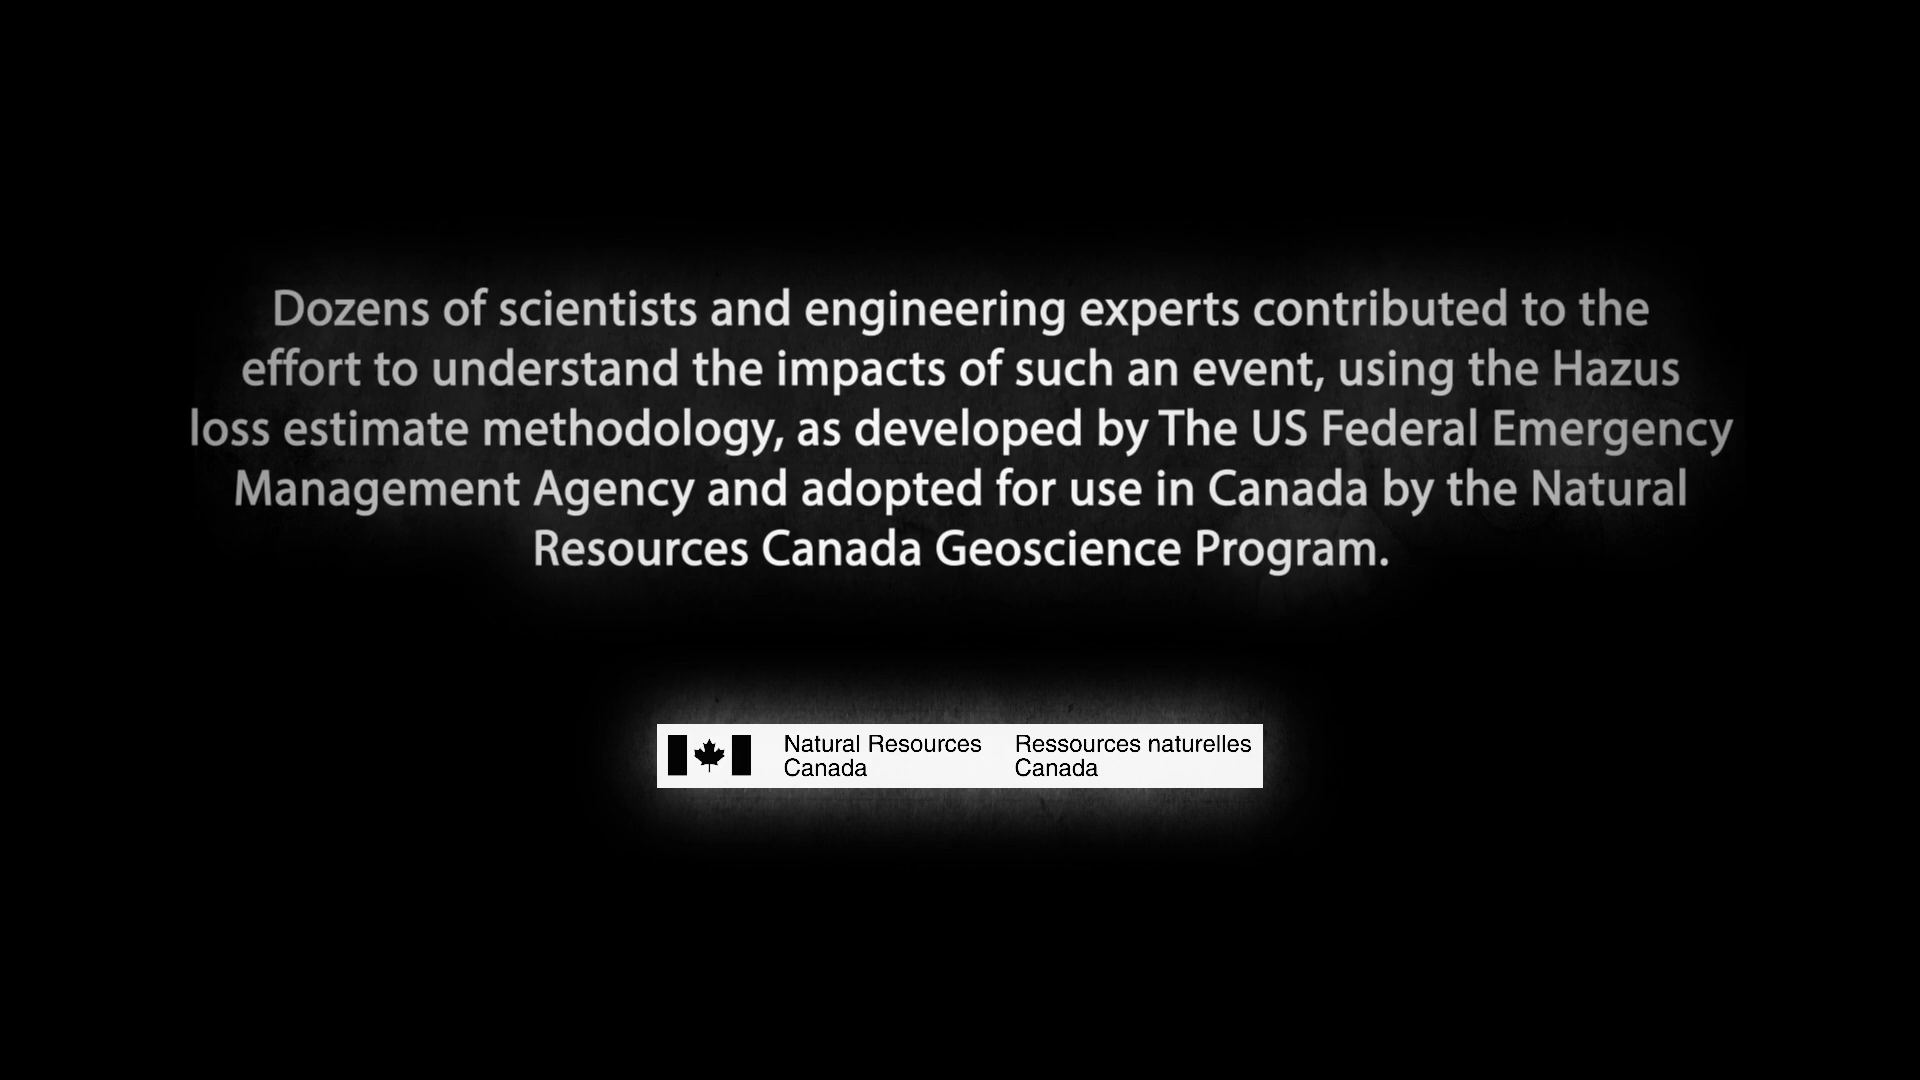 Dozens of scientists and engineering experts contributed to the
effort to understand the impacts of such an event, using the Hazus
loss estimate methodology, as developed by The US Federal Emergency
Management Agency and adopted for use in Canada by the Natural
Resources Canada Geoscience Program.
Natural Resources
Canada
Ressources naturelles
Canada